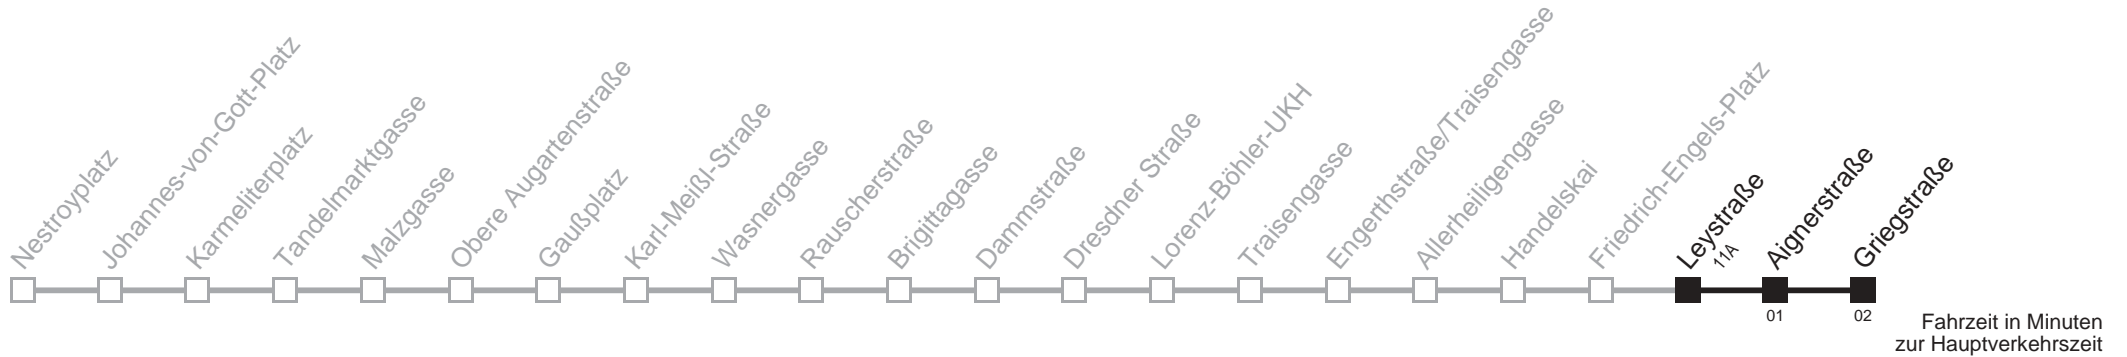 Nestroyplatz
Johannes-von-Gott-Platz
Karmeliterplatz
Tandelmarktgasse
Malzgasse
Obere Augartenstraße
Gaußplatz
Karl-Meißl-Straße
Wasnergasse
Rauscherstraße
Brigittagasse
Dammstraße
Dresdner Straße
Lorenz-Böhler-UKH
Traisengasse
Engerthstraße/Traisengasse
Allerheiligengasse
Handelskai
Friedrich-Engels-Platz
Leystraße
11A
Aignerstraße
Griegstraße
01
02
Fahrzeit in Minuten
zur Hauptverkehrszeit